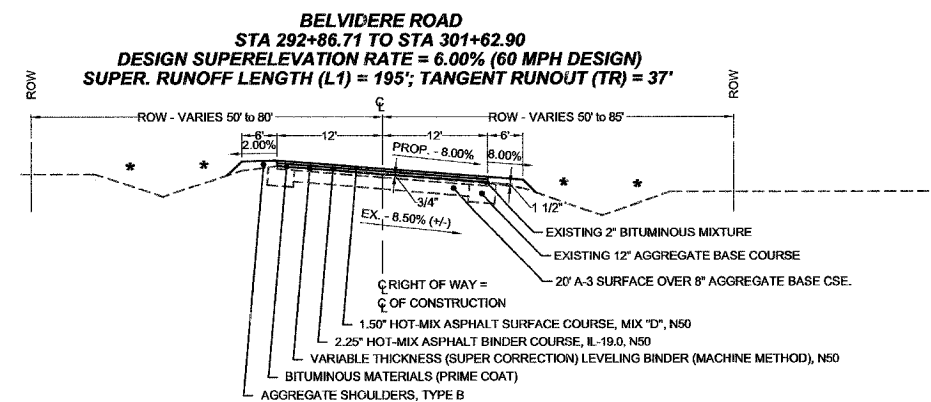 BELVIDERE ROAD
STA 292+86.71 TO STA 301+62.90
DESIGN SUPERELEVATION RATE = 6.00% (60 MPH DESIGN)
SUPER. RUNOFF LENGTH (L1) = 195'; TANGENT RUNOUT (TR) = 37'
ROW
ROW
℄
ROW - VARIES 50' to 80'
ROW - VARIES 50' to 85'
6'
12'
12'
6'
2.00%
PROP. - 8.00%
8.00%
*
*
*
*
3/4"
1 1/2"
EX. - 8.50% (+/-)
EXISTING 2" BITUMINOUS MIXTURE
EXISTING 12" AGGREGATE BASE COURSE
20' A-3 SURFACE OVER 8" AGGREGATE BASE CSE.
℄ RIGHT OF WAY =
℄ OF CONSTRUCTION
1.50" HOT-MIX ASPHALT SURFACE COURSE, MIX "D", N50
2.25" HOT-MIX ASPHALT BINDER COURSE, IL-19.0, N50
VARIABLE THICKNESS (SUPER CORRECTION) LEVELING BINDER (MACHINE METHOD), N50
BITUMINOUS MATERIALS (PRIME COAT)
AGGREGATE SHOULDERS, TYPE B